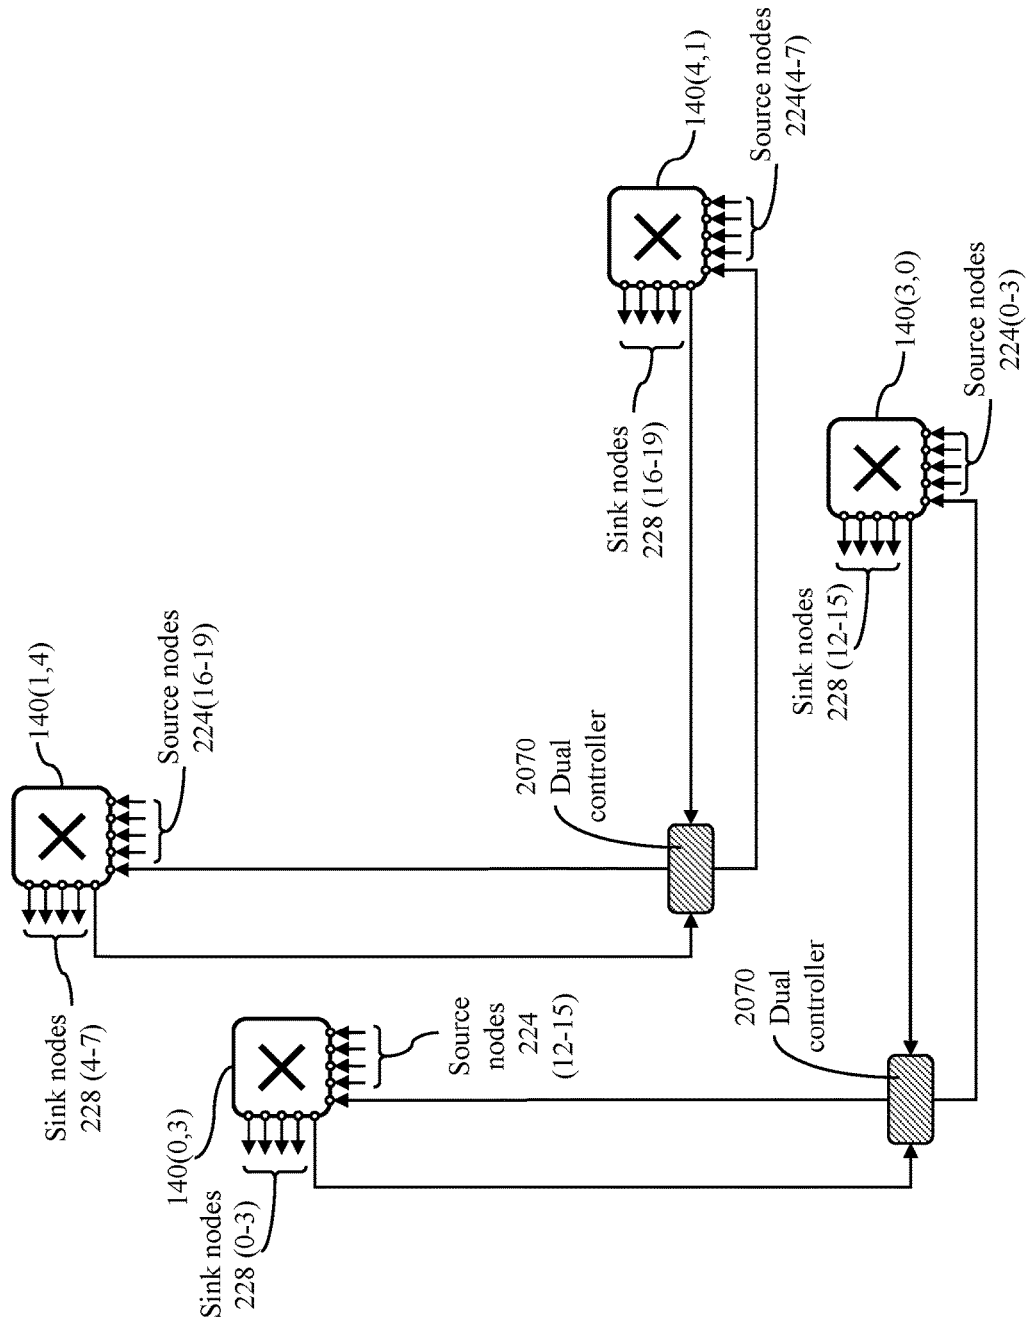 140(1,4)
Source nodes
224(16-19)
Sink nodes
228 (4-7)
140(0,3)
Source
nodes 224
(12-15)
Sink nodes
228 (0-3)
2070
Dual
controller
140(4,1)
Source nodes
224(4-7)
Sink nodes
228 (16-19)
140(3,0)
Source nodes
224(0-3)
Sink nodes
228 (12-15)
2070
Dual
controller